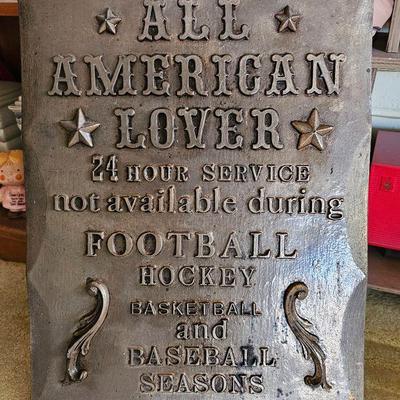 ALL
AMERICAN
LOVER
24 HOUR SERVICE
not available during
FOOTBALL
HOCKEY
BASKETBALL
and
BASEBALL
SEASONS